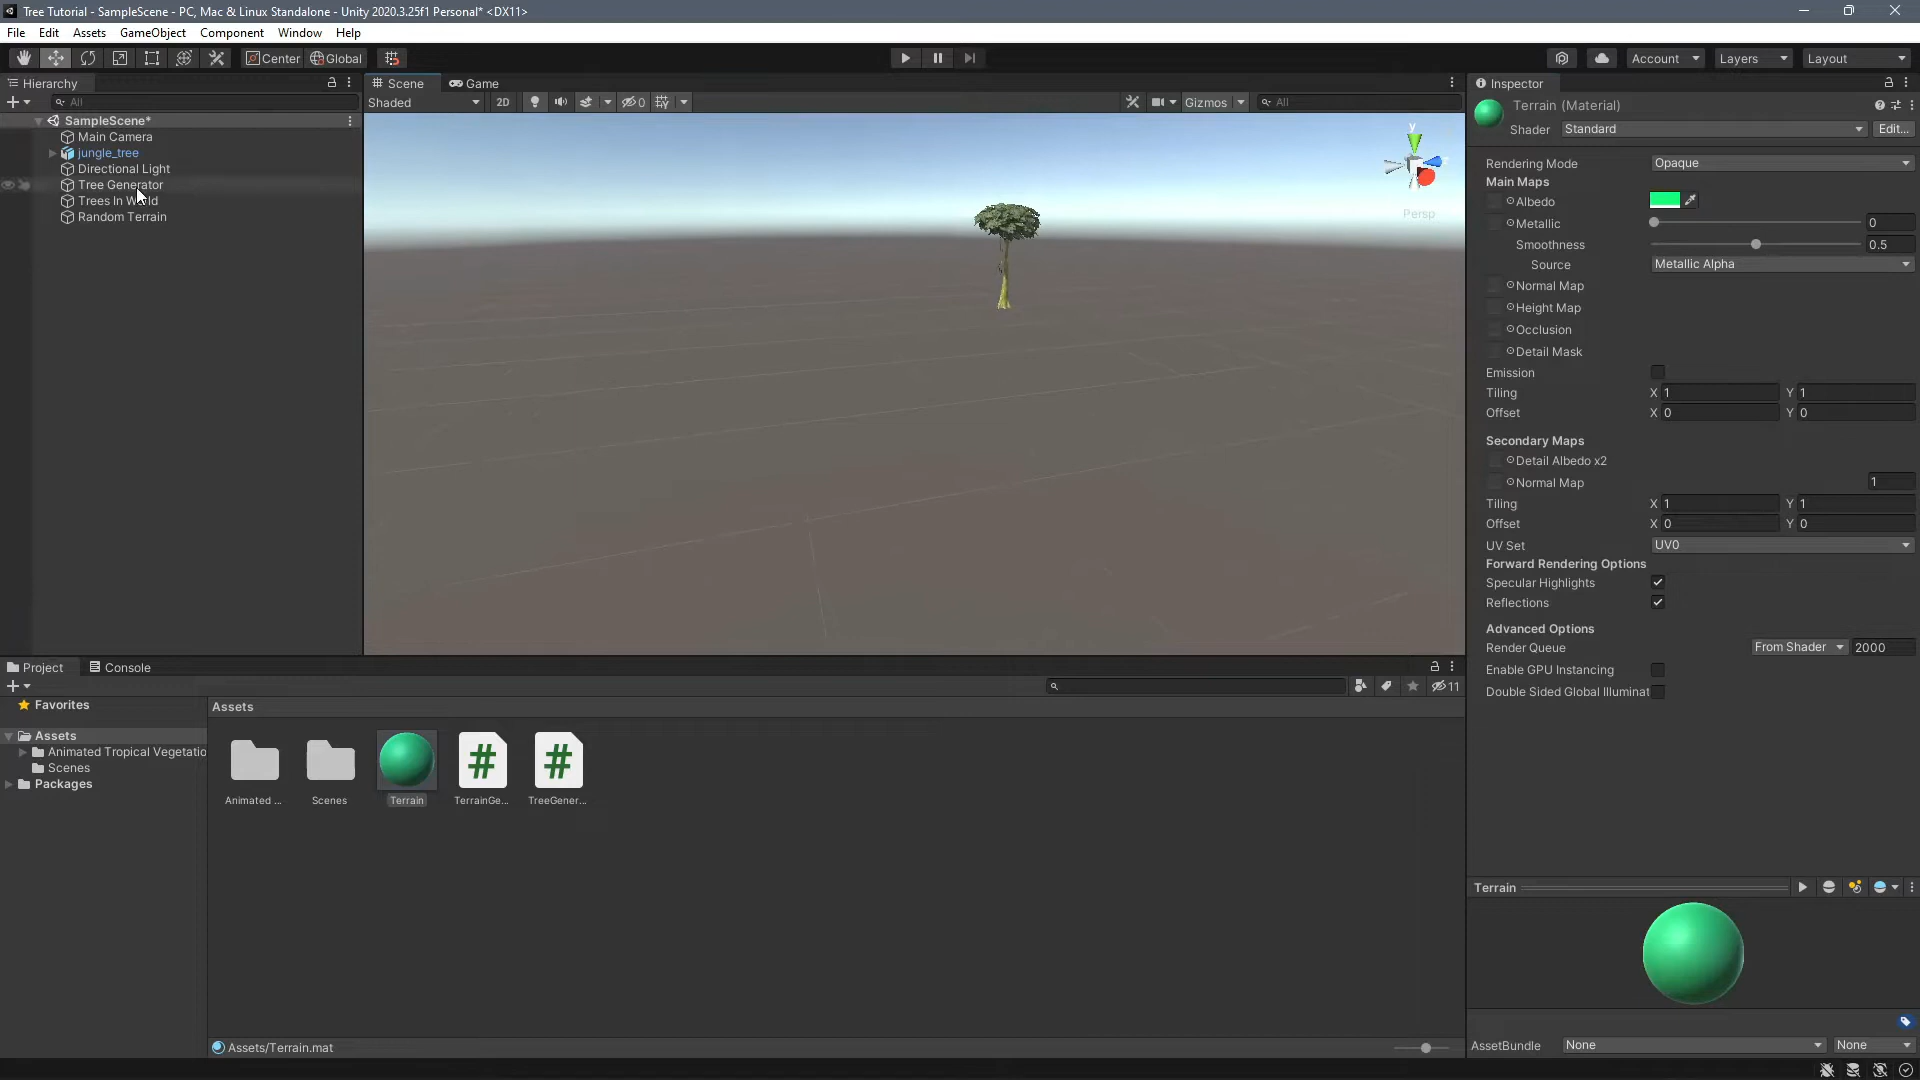 Tree Tutorial - SampleScene - PC, Mac & Linux Standalone - Unity 2020.3.25f1 Personal* <DX11>
File Edit Assets GameObject Component Window Help
Center Global Account Layers Layout
Hierarchy
All
SampleScene*
Main Camera
jungle_tree
Directional Light
Tree Generator
Trees In World
Random Terrain
Scene Game
Shaded 2D 0 Gizmos All
y
Persp
Inspector
Terrain (Material)
Shader Standard Edit...
Rendering Mode Opaque
Main Maps
Albedo
Metallic 0
Smoothness 0.5
Source Metallic Alpha
Normal Map
Height Map
Occlusion
Detail Mask
Emission
Tiling X 1 Y 1
Offset X 0 Y 0
Secondary Maps
Detail Albedo x2
Normal Map 1
Tiling X 1 Y 1
Offset X 0 Y 0
UV Set UV0
Forward Rendering Options
Specular Highlights
Reflections
Advanced Options
Render Queue From Shader 2000
Enable GPU Instancing
Double Sided Global Illuminat
Terrain
AssetBundle None None
Project Console
11
Favorites
Assets
Animated Tropical Vegetatio
Scenes
Packages
Assets
Animated ... Scenes Terrain TerrainGe... TreeGener...
Assets/Terrain.mat